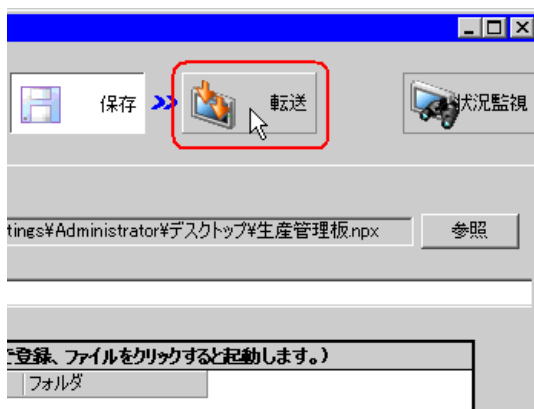 保存
転送
状況監視
tings¥Administrator¥デスクトップ¥生産管理板.npx
参照
で登録、ファイルをクリックすると起動します。)
フォルダ